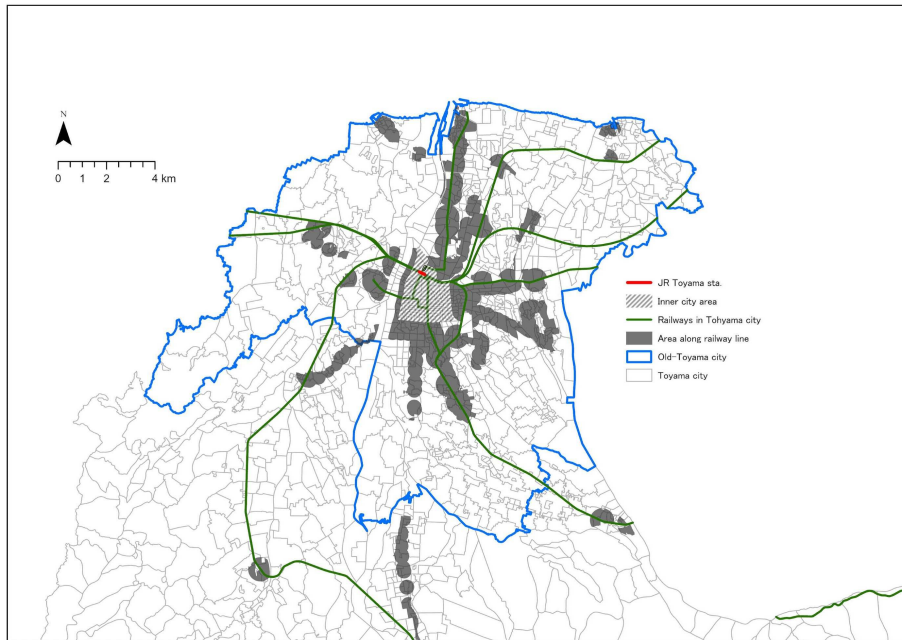 N
0 1 2 4 km
JR Toyama sta.
Inner city area
Railways in Tohyama city
Area along railway line
Old-Toyama city
Toyama city